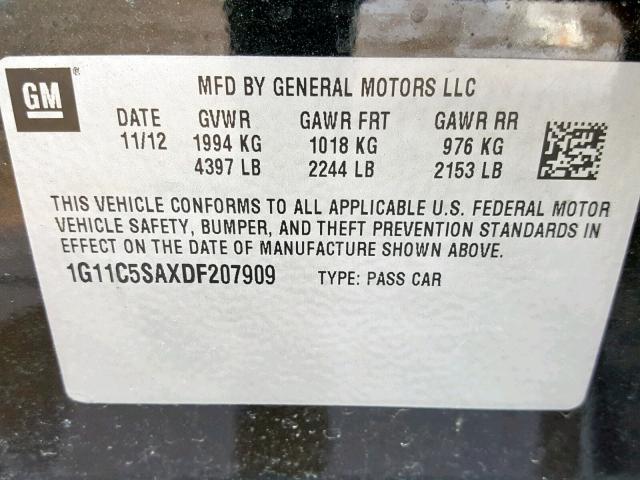 GM®
MFD BY GENERAL MOTORS LLC
DATE GVWR GAWR FRT GAWR RR
11/12 1994 KG 1018 KG 976 KG
4397 LB 2244 LB 2153 LB
THIS VEHICLE CONFORMS TO ALL APPLICABLE U.S. FEDERAL MOTOR
VEHICLE SAFETY, BUMPER, AND THEFT PREVENTION STANDARDS IN
EFFECT ON THE DATE OF MANUFACTURE SHOWN ABOVE.
1G11C5SAXDF207909 TYPE: PASS CAR